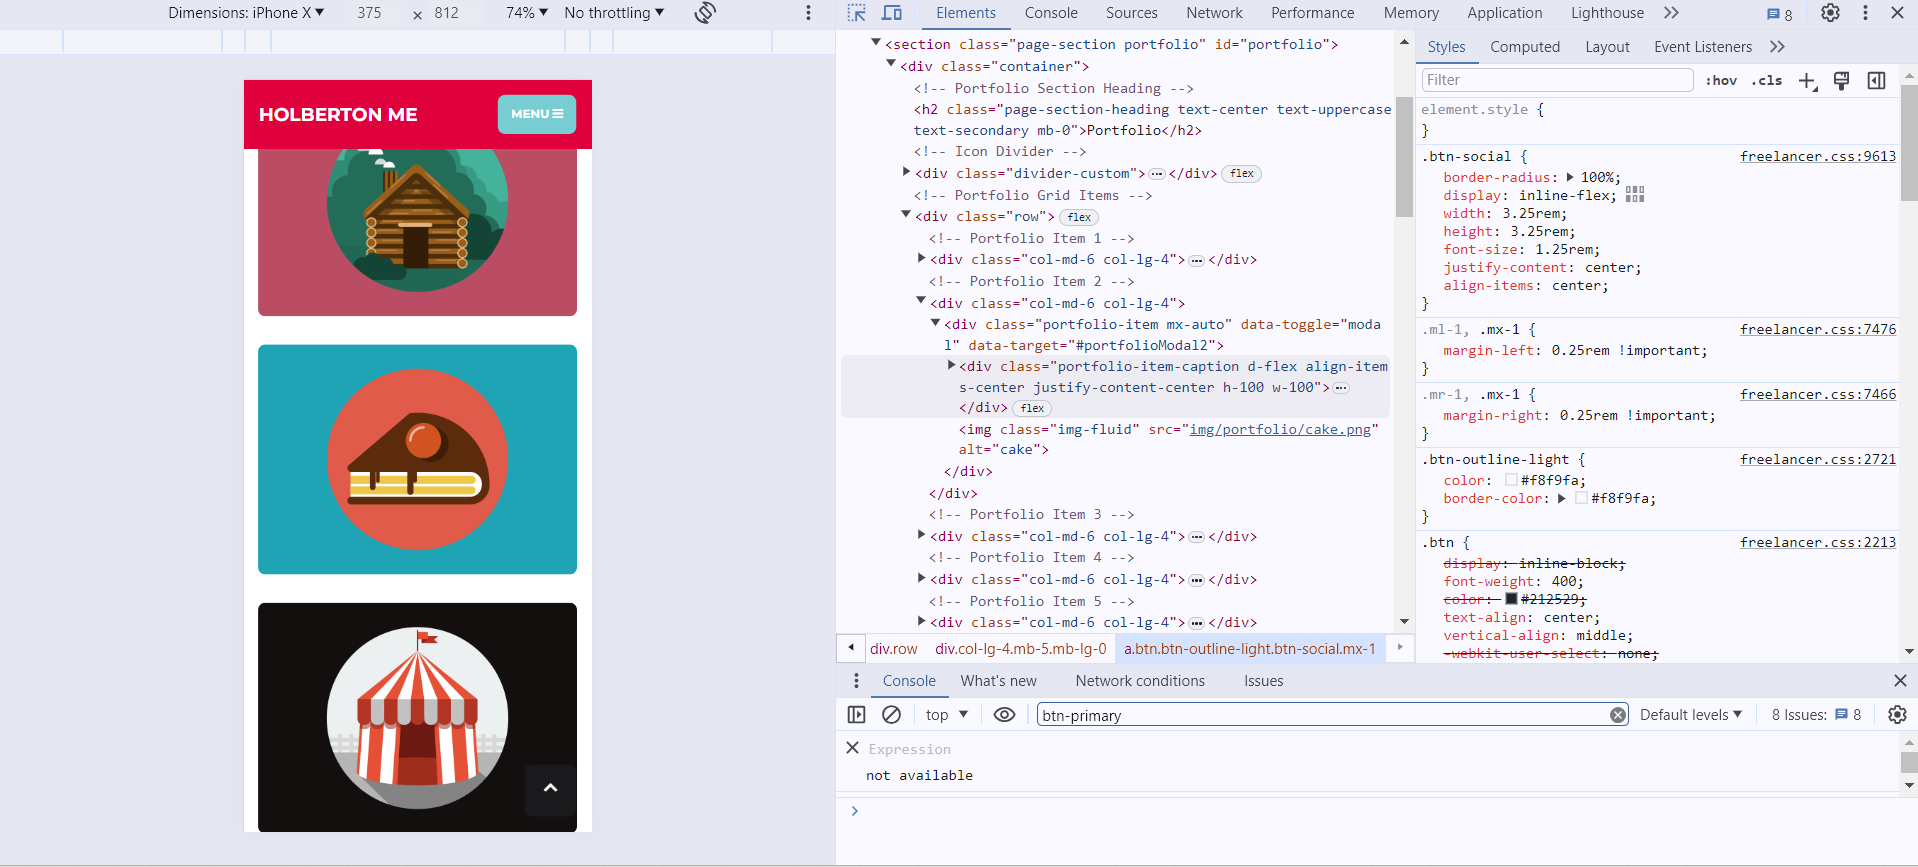 Dimensions: iPhone X ▼ 375 × 812 74% ▼ No throttling ▼
HOLBERTON ME
MENU
Elements Console Sources Network Performance Memory Application Lighthouse 8
<section class="page-section portfolio" id="portfolio">
<div class="container">
<!-- Portfolio Section Heading -->
<h2 class="page-section-heading text-center text-uppercase
text-secondary mb-0">Portfolio</h2>
<!-- Icon Divider -->
<div class="divider-custom">⋯</div> flex
<!-- Portfolio Grid Items -->
<div class="row"> flex
<!-- Portfolio Item 1 -->
<div class="col-md-6 col-lg-4">⋯</div>
<!-- Portfolio Item 2 -->
<div class="col-md-6 col-lg-4">
<div class="portfolio-item mx-auto" data-toggle="moda
l" data-target="#portfolioModal2">
<div class="portfolio-item-caption d-flex align-item
s-center justify-content-center h-100 w-100">⋯
</div> flex
<img class="img-fluid" src="img/portfolio/cake.png"
alt="cake">
</div>
</div>
<!-- Portfolio Item 3 -->
<div class="col-md-6 col-lg-4">⋯</div>
<!-- Portfolio Item 4 -->
<div class="col-md-6 col-lg-4">⋯</div>
<!-- Portfolio Item 5 -->
<div class="col-md-6 col-lg-4">⋯</div>
div.row div.col-lg-4.mb-5.mb-lg-0 a.btn.btn-outline-light.btn-social.mx-1
Styles Computed Layout Event Listeners
Filter :hov .cls
element.style {
}
.btn-social { freelancer.css:9613
border-radius: 100%;
display: inline-flex;
width: 3.25rem;
height: 3.25rem;
font-size: 1.25rem;
justify-content: center;
align-items: center;
}
.ml-1, .mx-1 { freelancer.css:7476
margin-left: 0.25rem !important;
}
.mr-1, .mx-1 { freelancer.css:7466
margin-right: 0.25rem !important;
}
.btn-outline-light { freelancer.css:2721
color: #f8f9fa;
border-color: #f8f9fa;
}
.btn { freelancer.css:2213
display: inline-block;
font-weight: 400;
color: #212529;
text-align: center;
vertical-align: middle;
-webkit-user-select: none;
Console What's new Network conditions Issues
top ▼ btn-primary Default levels ▼ 8 Issues: 8
Expression
not available